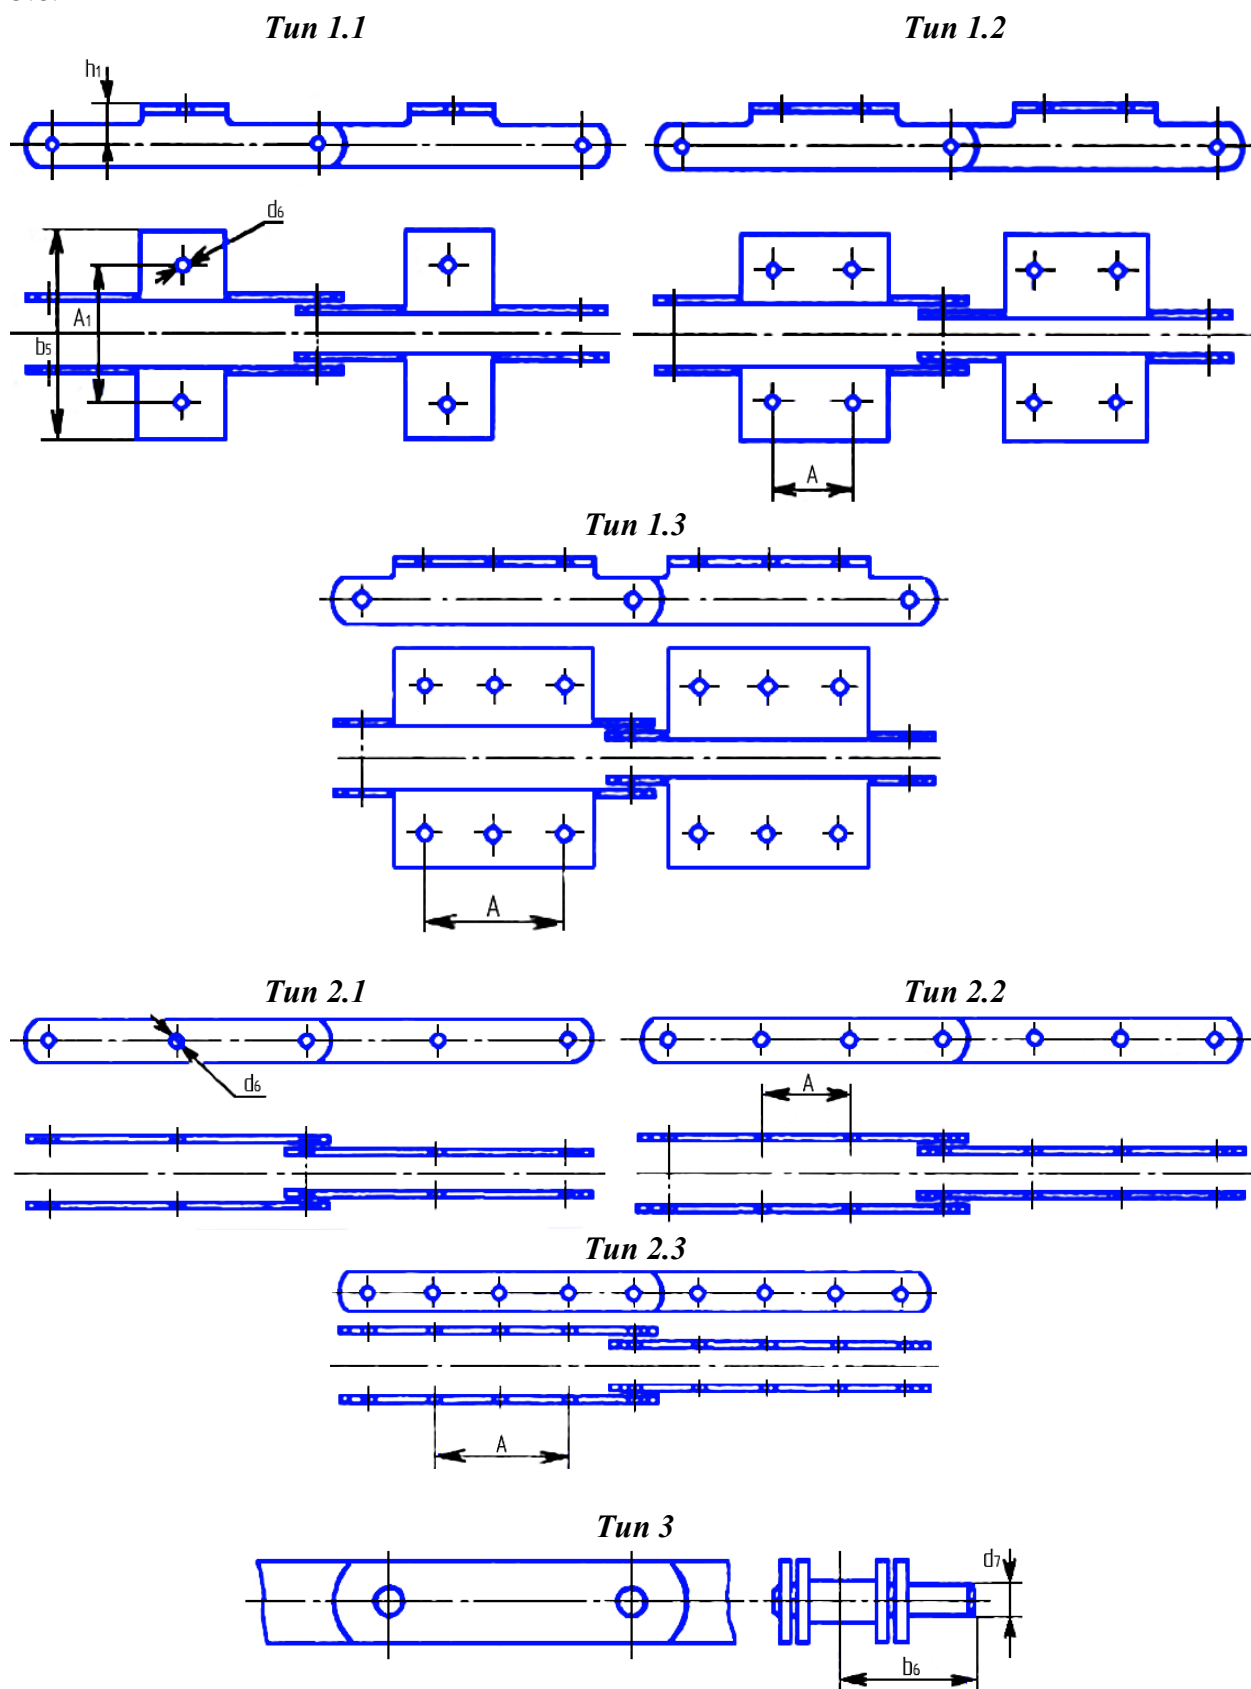 Тип 1.1
Тип 1.2
h₁
d₆
A₁
b₅
A
Тип 1.3
A
Тип 2.1
Тип 2.2
d₆
A
Тип 2.3
A
Тип 3
d₇
b₆